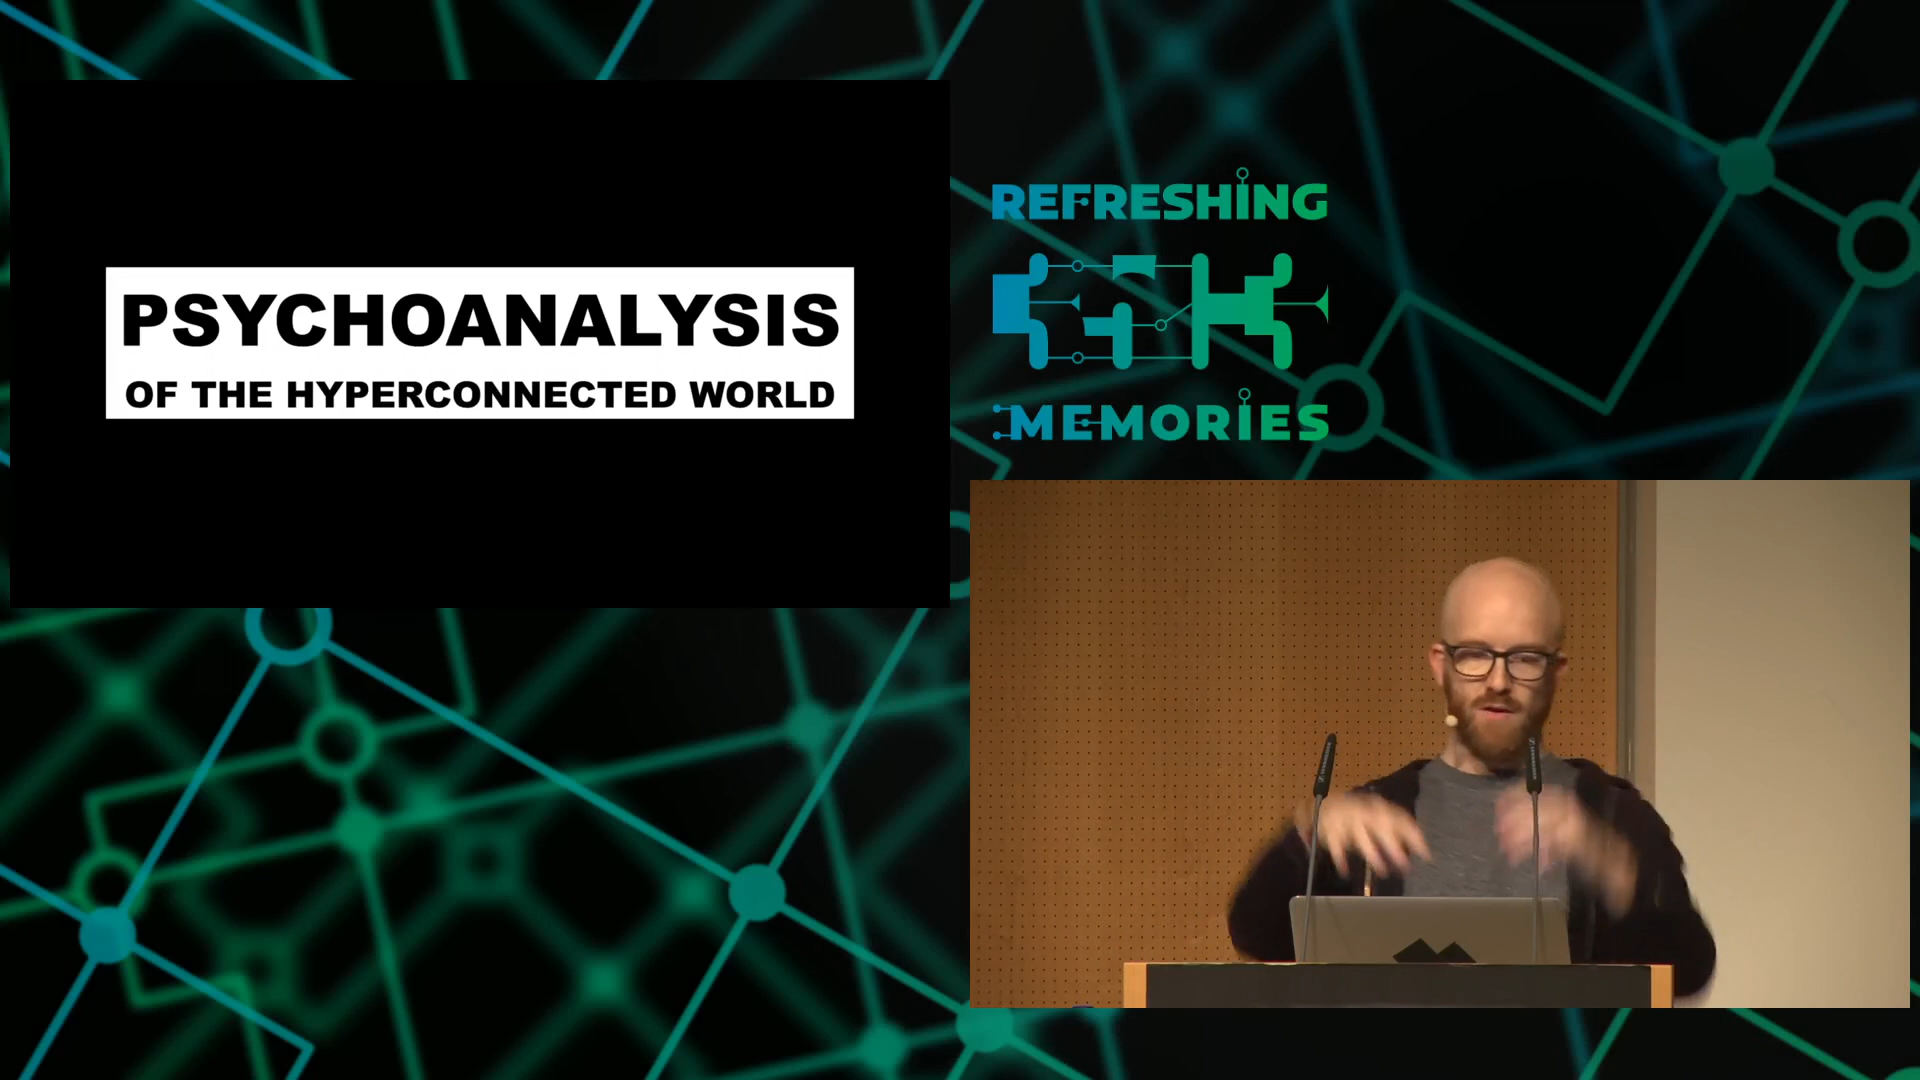 PSYCHOANALYSIS
OF THE HYPERCONNECTED WORLD
REFRESHING
MEMORIES